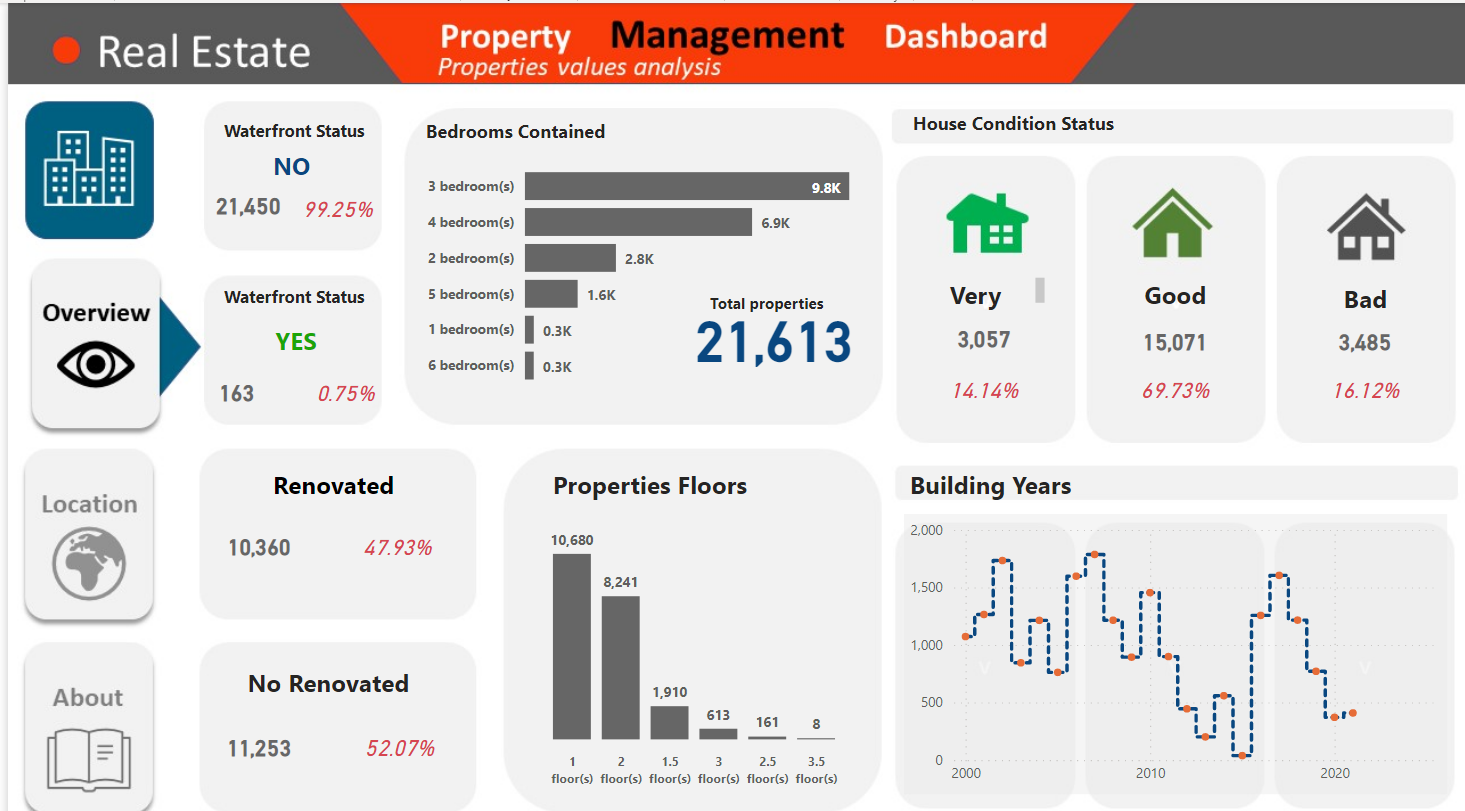 Real Estate
Property Management Dashboard
Properties values analysis
Overview
Location
About
Waterfront Status
NO
21,450 99.25%
Waterfront Status
YES
163 0.75%
Bedrooms Contained
3 bedroom(s) 9.8K
4 bedroom(s) 6.9K
2 bedroom(s) 2.8K
5 bedroom(s) 1.6K
1 bedroom(s) 0.3K
6 bedroom(s) 0.3K
Total properties
21,613
House Condition Status
Very
3,057
14.14%
Good
15,071
69.73%
Bad
3,485
16.12%
Renovated
10,360 47.93%
No Renovated
11,253 52.07%
Properties Floors
10,680
8,241
1,910
613
161
8
1 2 1.5 3 2.5 3.5
floor(s) floor(s) floor(s) floor(s) floor(s) floor(s)
Building Years
2,000
1,500
1,000
500
0
2000 2010 2020